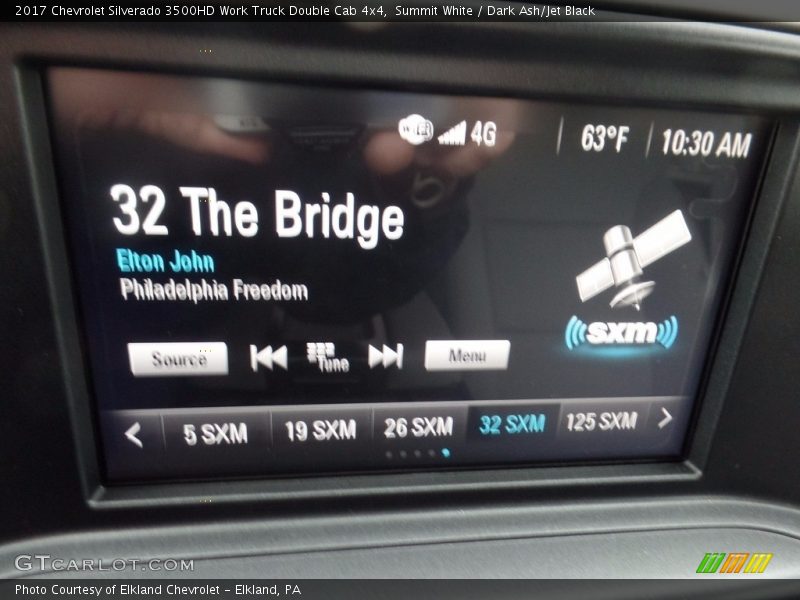 2017 Chevrolet Silverado 3500HD Work Truck Double Cab 4x4, Summit White / Dark Ash/Jet Black
WiFi 4G 63°F 10:30 AM
32 The Bridge
Elton John
Philadelphia Freedom
sxm
Source Tune Menu
5 SXM 19 SXM 26 SXM 32 SXM 125 SXM
GTCARLOT.COM
Photo Courtesy of Elkland Chevrolet - Elkland, PA